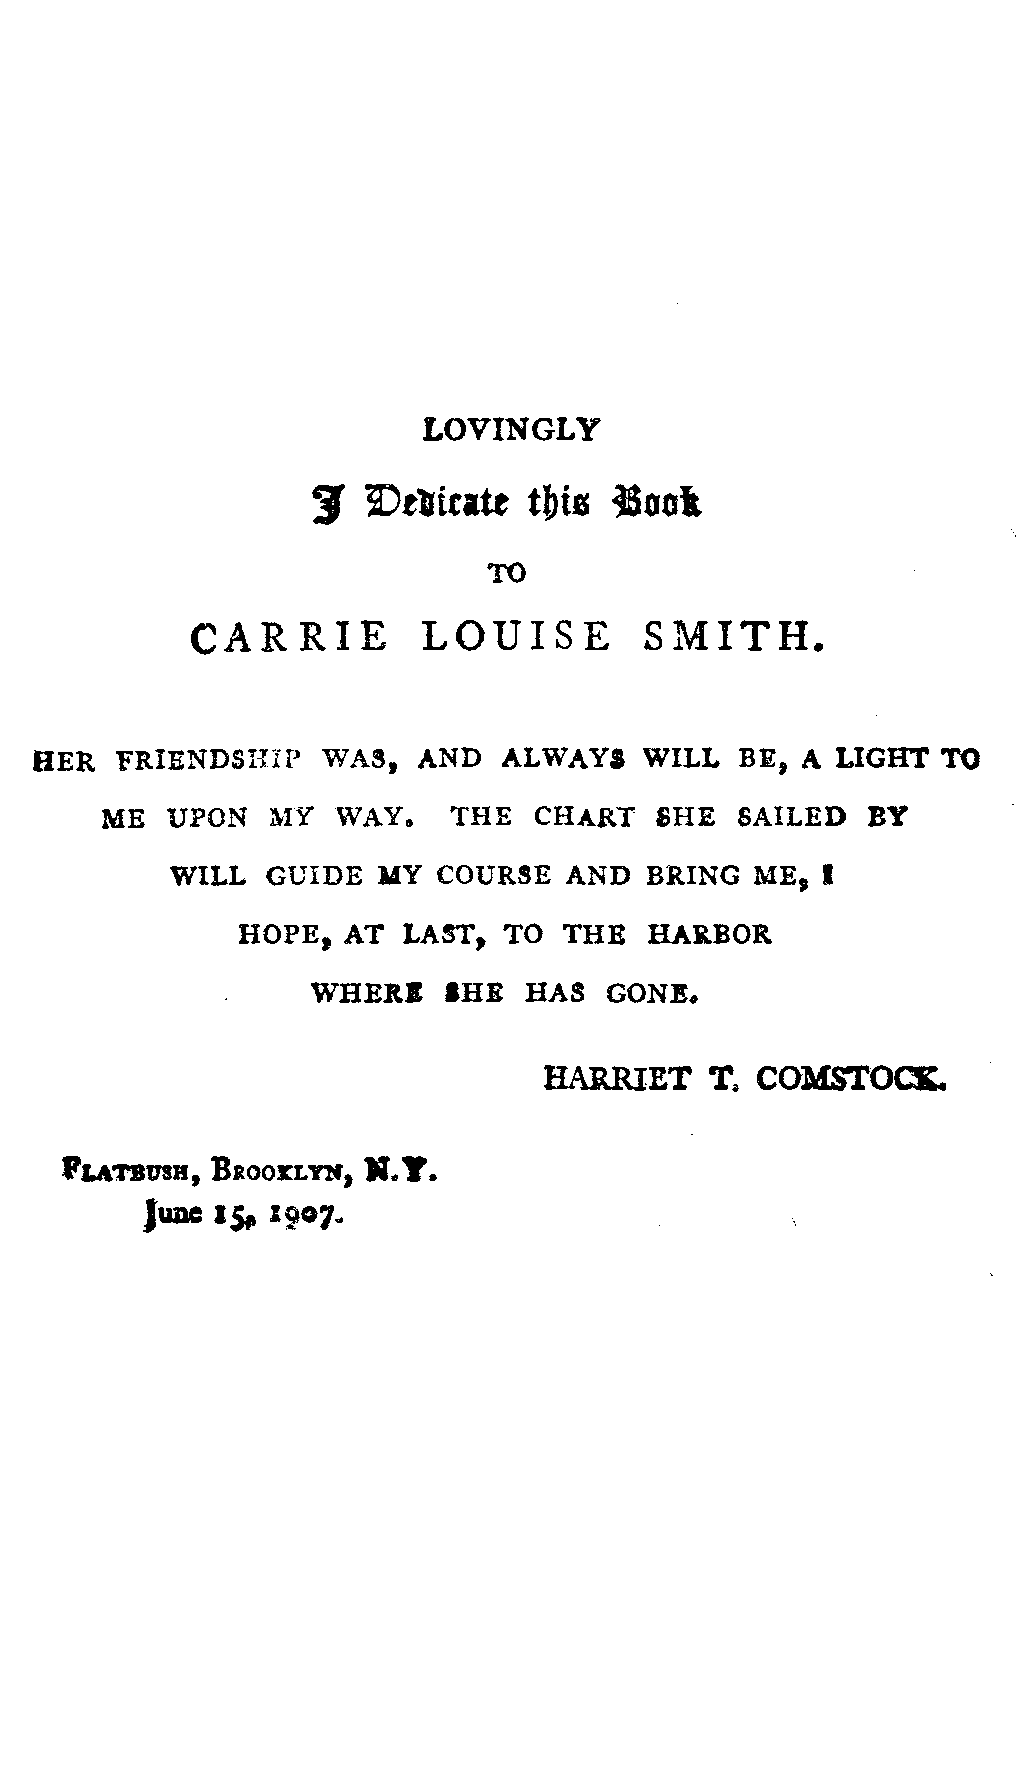 LOVINGLY
I Dedicate this Book
TO
CARRIE LOUISE SMITH.
HER FRIENDSHIP WAS, AND ALWAYS WILL BE, A LIGHT TO
ME UPON MY WAY. THE CHART SHE SAILED BY
WILL GUIDE MY COURSE AND BRING ME, I
HOPE, AT LAST, TO THE HARBOR
WHERE SHE HAS GONE.
HARRIET T. COMSTOCK.
FLATBUSH, BROOKLYN, N.Y.
June 15, 1907.